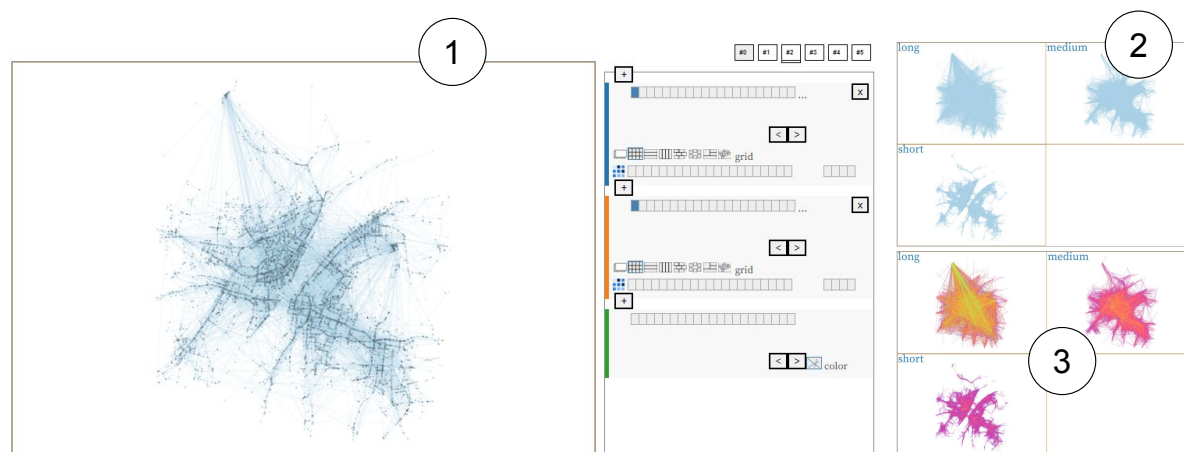 1
#0 #1 #2 #3 #4 #5
+
... x
< >
grid
+
... x
< >
grid
+
< > color
2
long medium
short
long medium
3
short